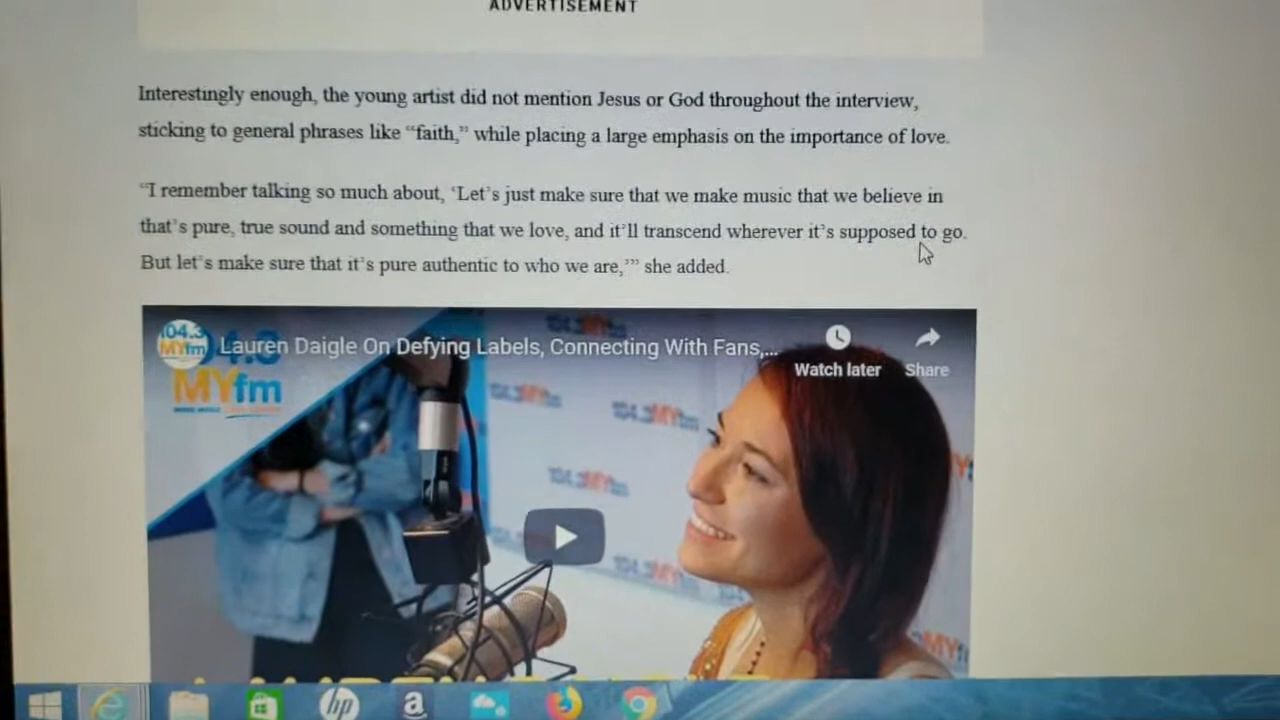 ADVERTISEMENT
Interestingly enough, the young artist did not mention Jesus or God throughout the interview,
sticking to general phrases like “faith,” while placing a large emphasis on the importance of love.
“I remember talking so much about, ‘Let’s just make sure that we make music that we believe in
that’s pure, true sound and something that we love, and it’ll transcend wherever it’s supposed to go.
But let’s make sure that it’s pure authentic to who we are,’” she added.
104.3
MYfm
Lauren Daigle On Defying Labels, Connecting With Fans,...
Watch later
Share
MYfm
104.3MYfm
hp
a